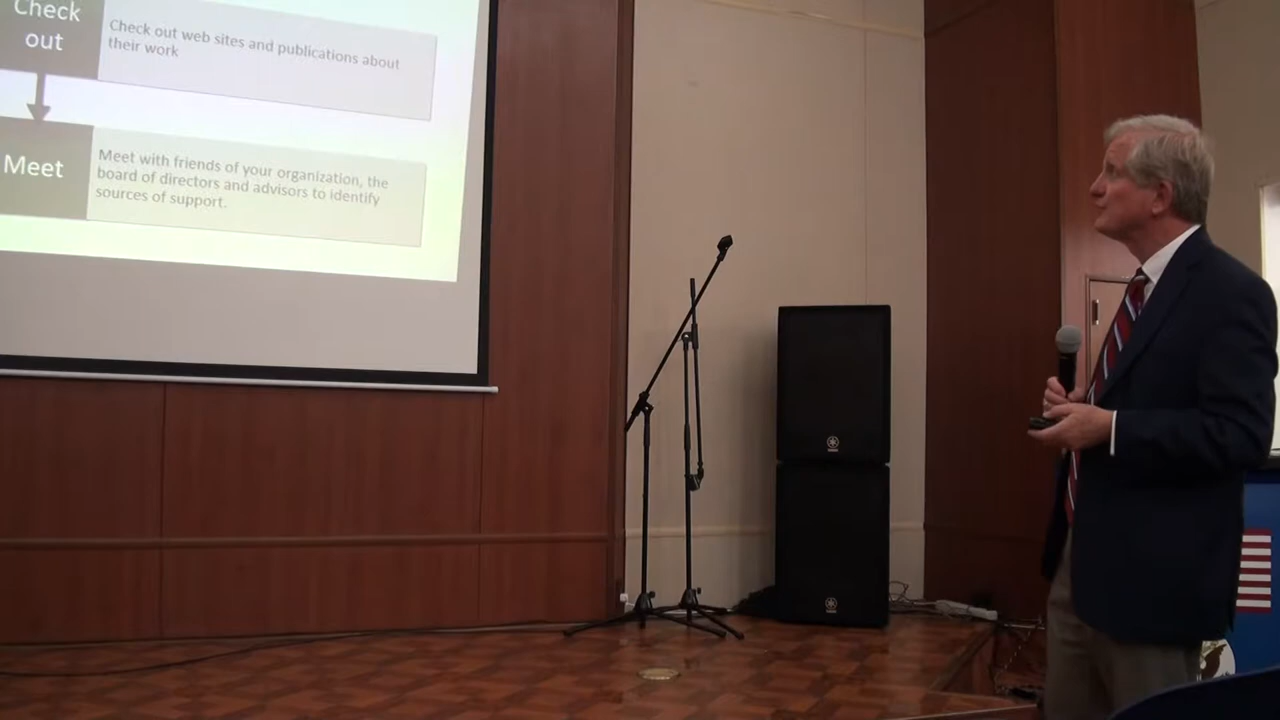 Check
out
Check out web sites and publications about
their work
Meet
Meet with friends of your organization, the
board of directors and advisors to identify
sources of support.